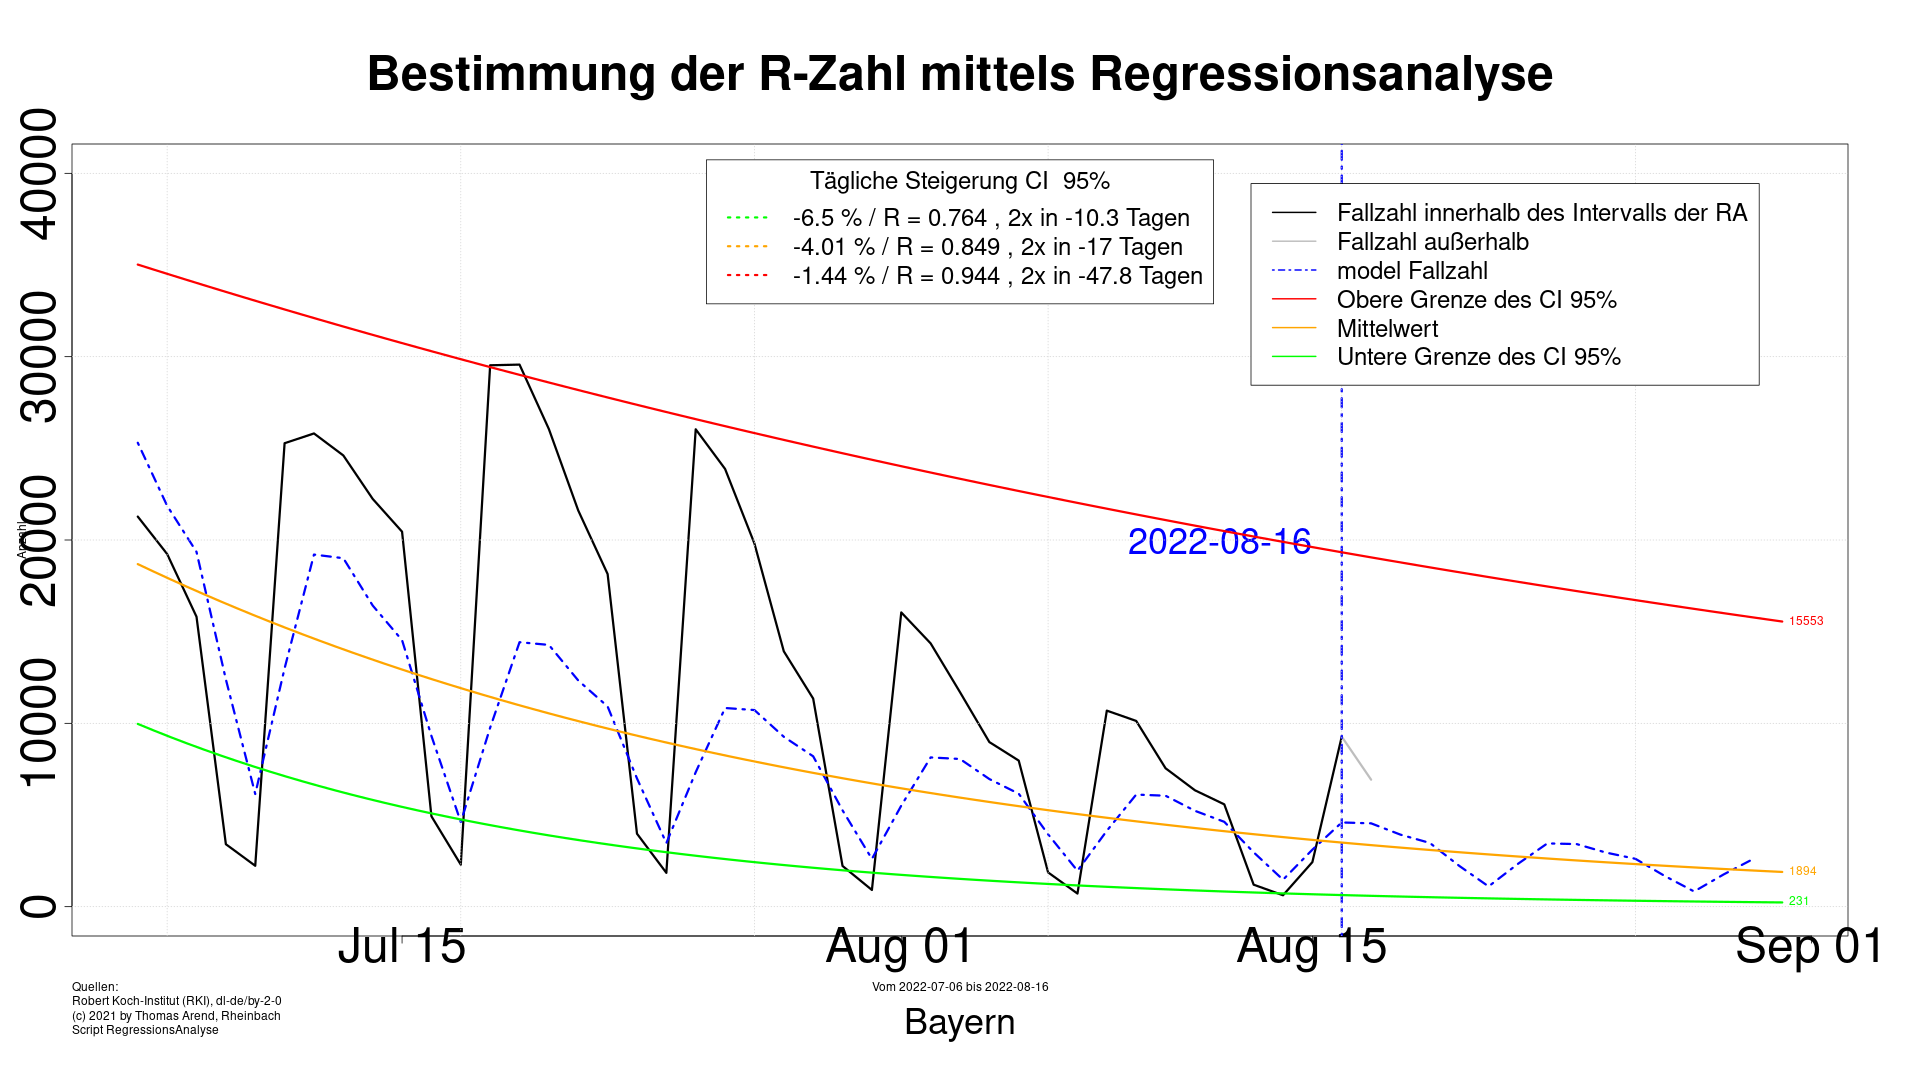 Bestimmung der R-Zahl mittels Regressionsanalyse
40000
30000
20000
10000
0
Anzahl
Tägliche Steigerung CI  95%
-6.5 % / R = 0.764 , 2x in -10.3 Tagen
-4.01 % / R = 0.849 , 2x in -17 Tagen
-1.44 % / R = 0.944 , 2x in -47.8 Tagen
Fallzahl innerhalb des Intervalls der RA
Fallzahl außerhalb
model Fallzahl
Obere Grenze des CI 95%
Mittelwert
Untere Grenze des CI 95%
2022-08-16
15553
1894
231
Jul 15
Aug 01
Aug 15
Sep 01
Quellen:
Robert Koch-Institut (RKI), dl-de/by-2-0
(c) 2021 by Thomas Arend, Rheinbach
Script RegressionsAnalyse
Vom 2022-07-06 bis 2022-08-16
Bayern